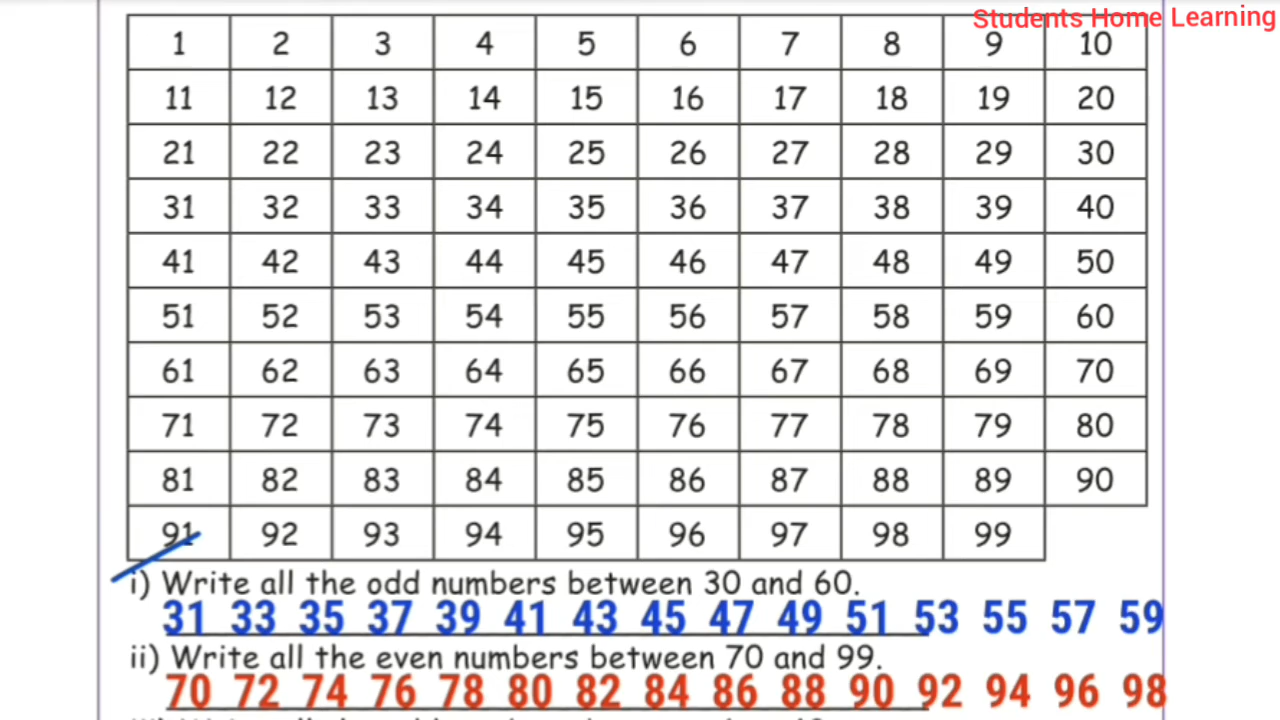 Students Home Learning
1 2 3 4 5 6 7 8 9 10
11 12 13 14 15 16 17 18 19 20
21 22 23 24 25 26 27 28 29 30
31 32 33 34 35 36 37 38 39 40
41 42 43 44 45 46 47 48 49 50
51 52 53 54 55 56 57 58 59 60
61 62 63 64 65 66 67 68 69 70
71 72 73 74 75 76 77 78 79 80
81 82 83 84 85 86 87 88 89 90
91 92 93 94 95 96 97 98 99
i) Write all the odd numbers between 30 and 60.
31 33 35 37 39 41 43 45 47 49 51 53 55 57 59
ii) Write all the even numbers between 70 and 99.
70 72 74 76 78 80 82 84 86 88 90 92 94 96 98